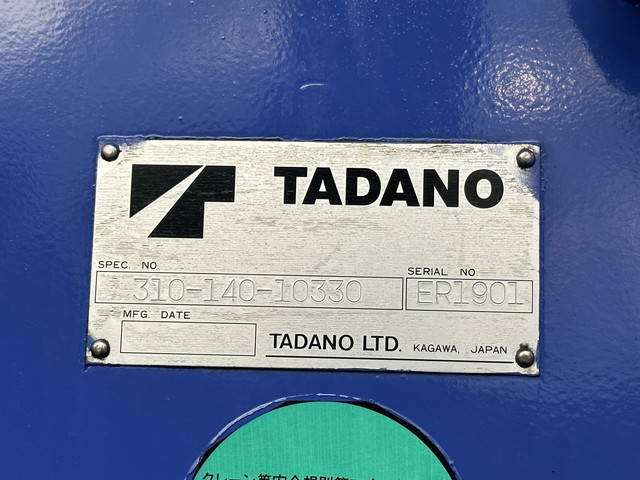 TADANO
SPEC. NO.
310-140-10330
SERIAL NO.
ER1901
MFG. DATE
TADANO LTD. KAGAWA, JAPAN